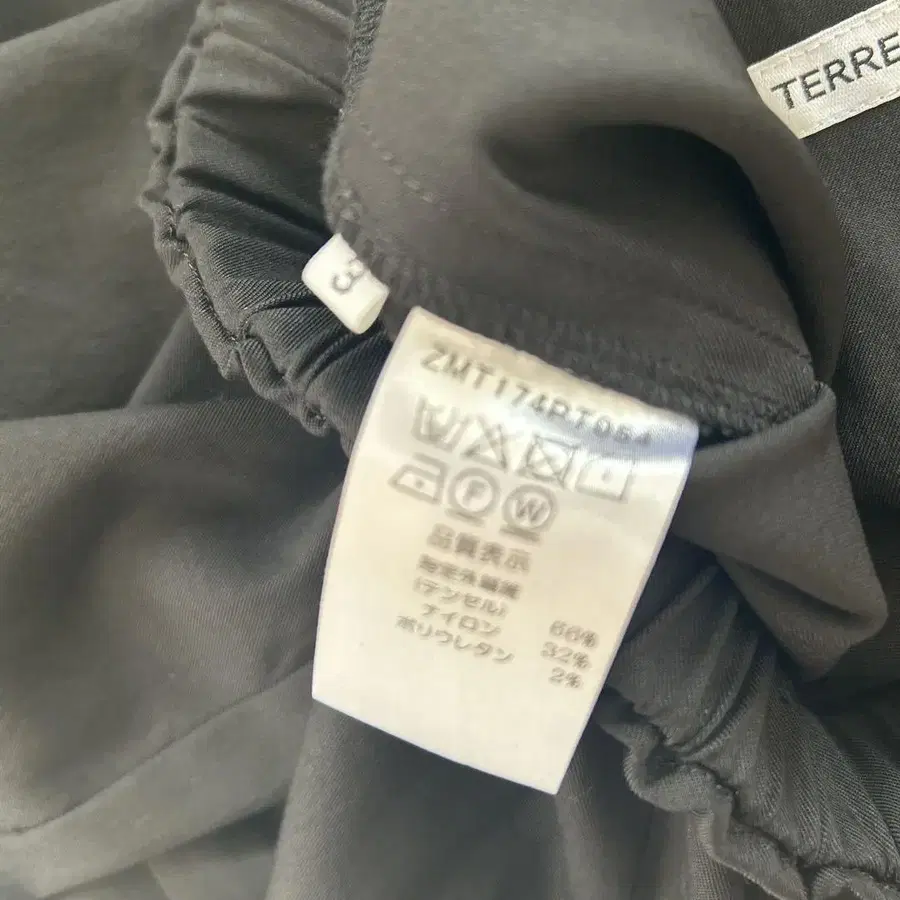 TERRE
3
ZMT174BT064
F W
品質表示
指定外繊維
(テンセル) 66%
ナイロン 32%
ポリウレタン 2%